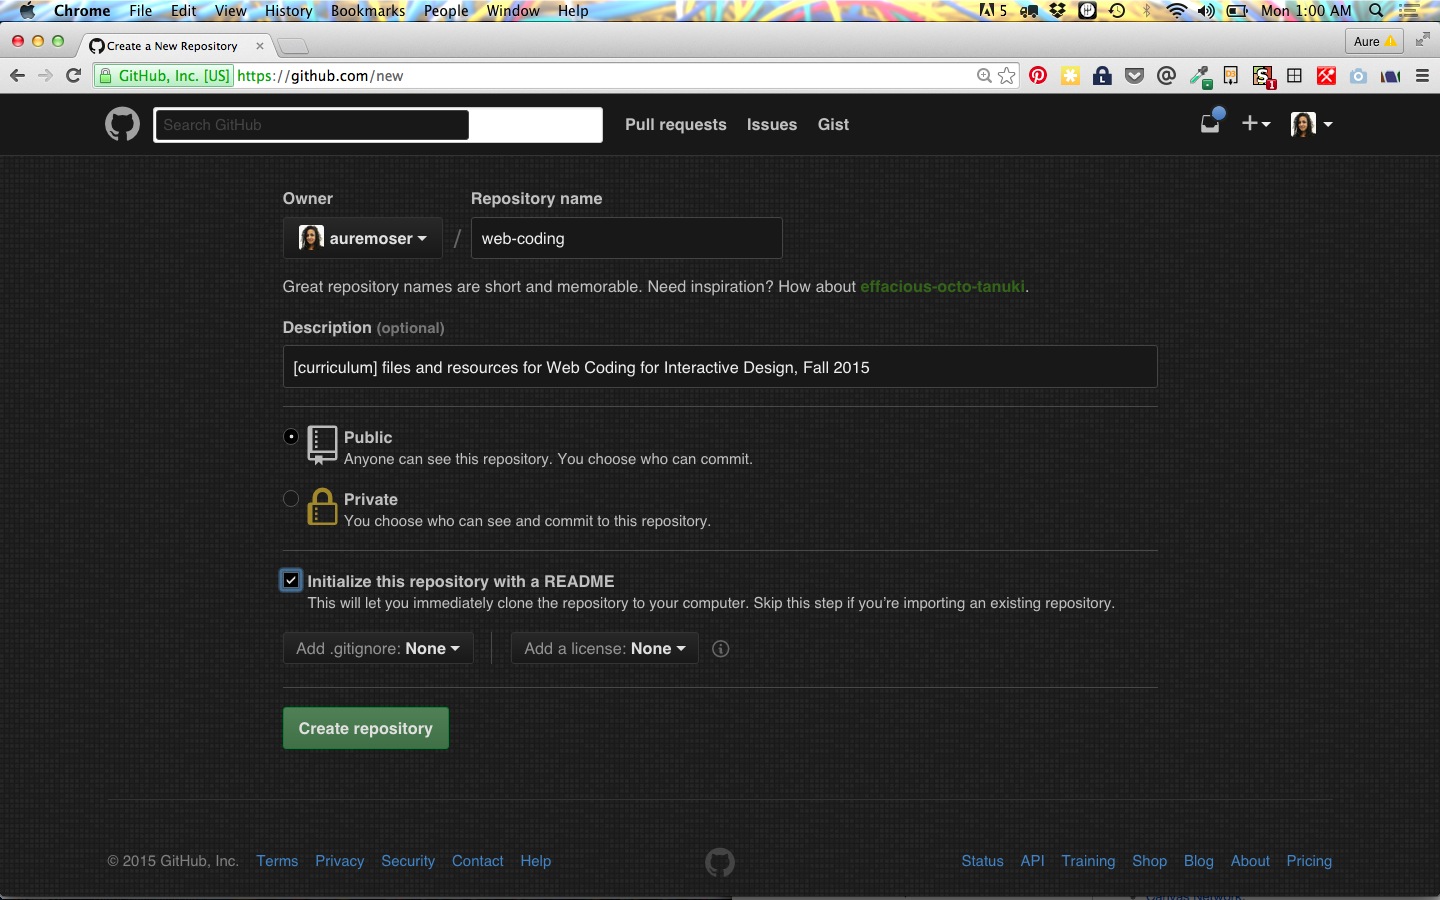 Chrome File Edit View History Bookmarks People Window Help 5 Mon 1:00 AM
Create a New Repository × Aure
GitHub, Inc. [US] https://github.com/new
Search GitHub Pull requests Issues Gist
Owner Repository name
auremoser / web-coding
Great repository names are short and memorable. Need inspiration? How about effacious-octo-tanuki.
Description (optional)
[curriculum] files and resources for Web Coding for Interactive Design, Fall 2015
Public
Anyone can see this repository. You choose who can commit.
Private
You choose who can see and commit to this repository.
Initialize this repository with a README
This will let you immediately clone the repository to your computer. Skip this step if you’re importing an existing repository.
Add .gitignore: None Add a license: None
Create repository
© 2015 GitHub, Inc. Terms Privacy Security Contact Help Status API Training Shop Blog About Pricing